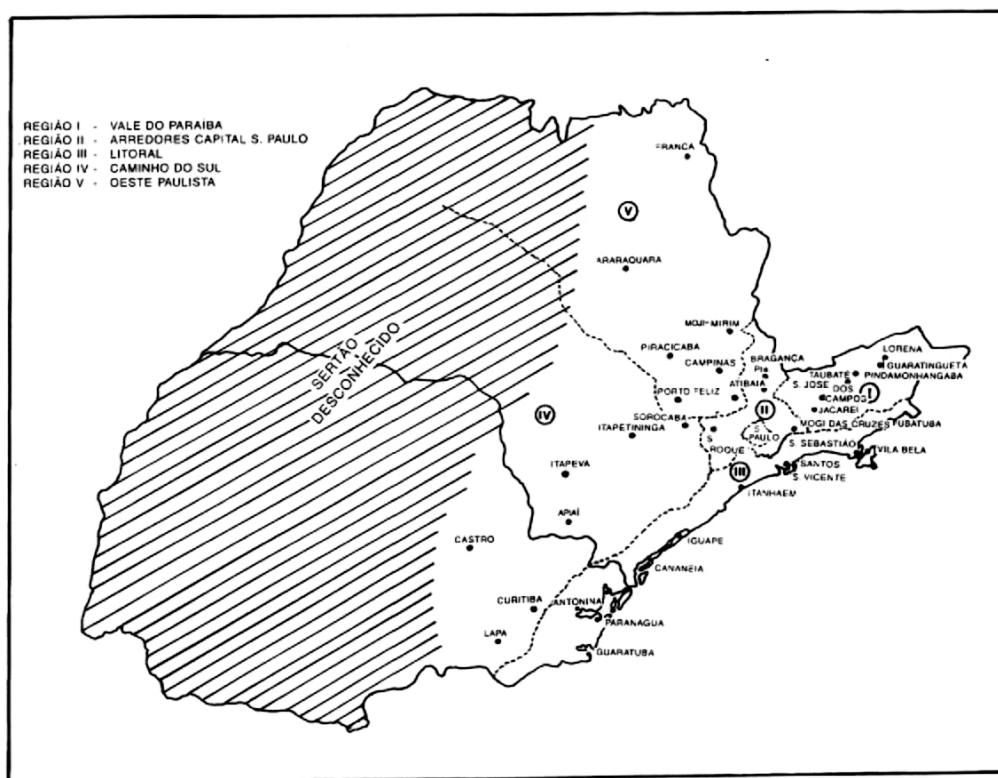 REGIÃO I - VALE DO PARAIBA
REGIÃO II - ARREDORES CAPITAL S. PAULO
REGIÃO III - LITORAL
REGIÃO IV - CAMINHO DO SUL
REGIÃO V - OESTE PAULISTA
FRANCA
V
ARARAQUARA
MOJI-MIRIM
PIRACICABA
CAMPINAS
BRAGANÇA
PTA
LORENA
GUARATINGUETA
TAUBATÉ
PINDAMONHANGABA
S. JOSE DOS
CAMPOS
I
JACAREI
PORTO FELIZ
ATIBAIA
II
SERTÃO
DESCONHECIDO
IV
SOROCABA
ITAPETININGA
S.
ROQUE
S.
PAULO
MOGI DAS CRUZES
UBATUBA
S. SEBASTIÃO
VILA BELA
SANTOS
S. VICENTE
III
ITANHAEM
ITAPEVA
APIAÍ
IGUAPE
CANANEIA
CASTRO
CURITIBA
ANTONINA
PARANAGUA
LAPA
GUARATUBA